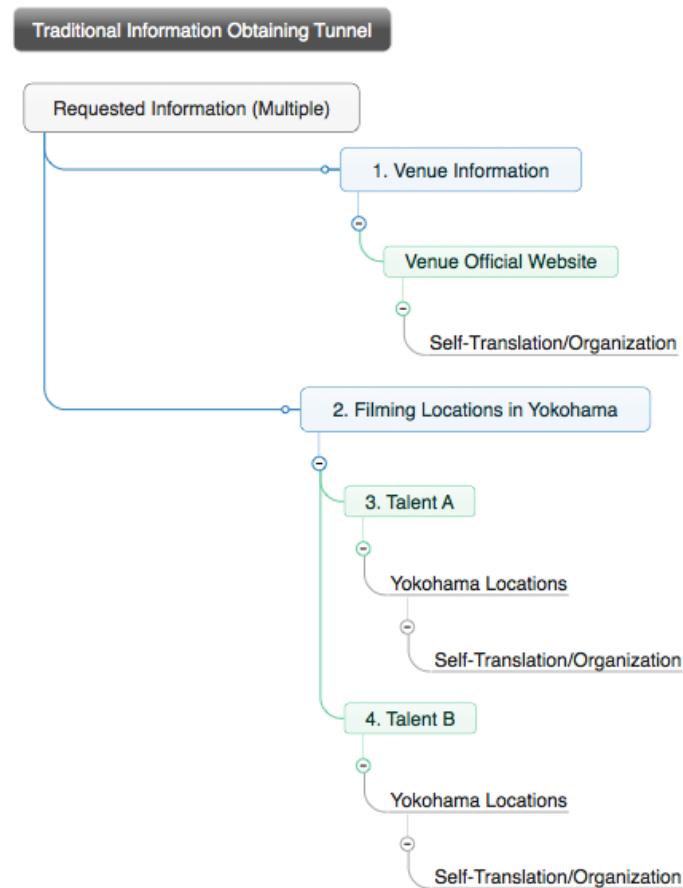 Traditional Information Obtaining Tunnel
Requested Information (Multiple)
1. Venue Information
Venue Official Website
Self-Translation/Organization
2. Filming Locations in Yokohama
3. Talent A
Yokohama Locations
Self-Translation/Organization
4. Talent B
Yokohama Locations
Self-Translation/Organization